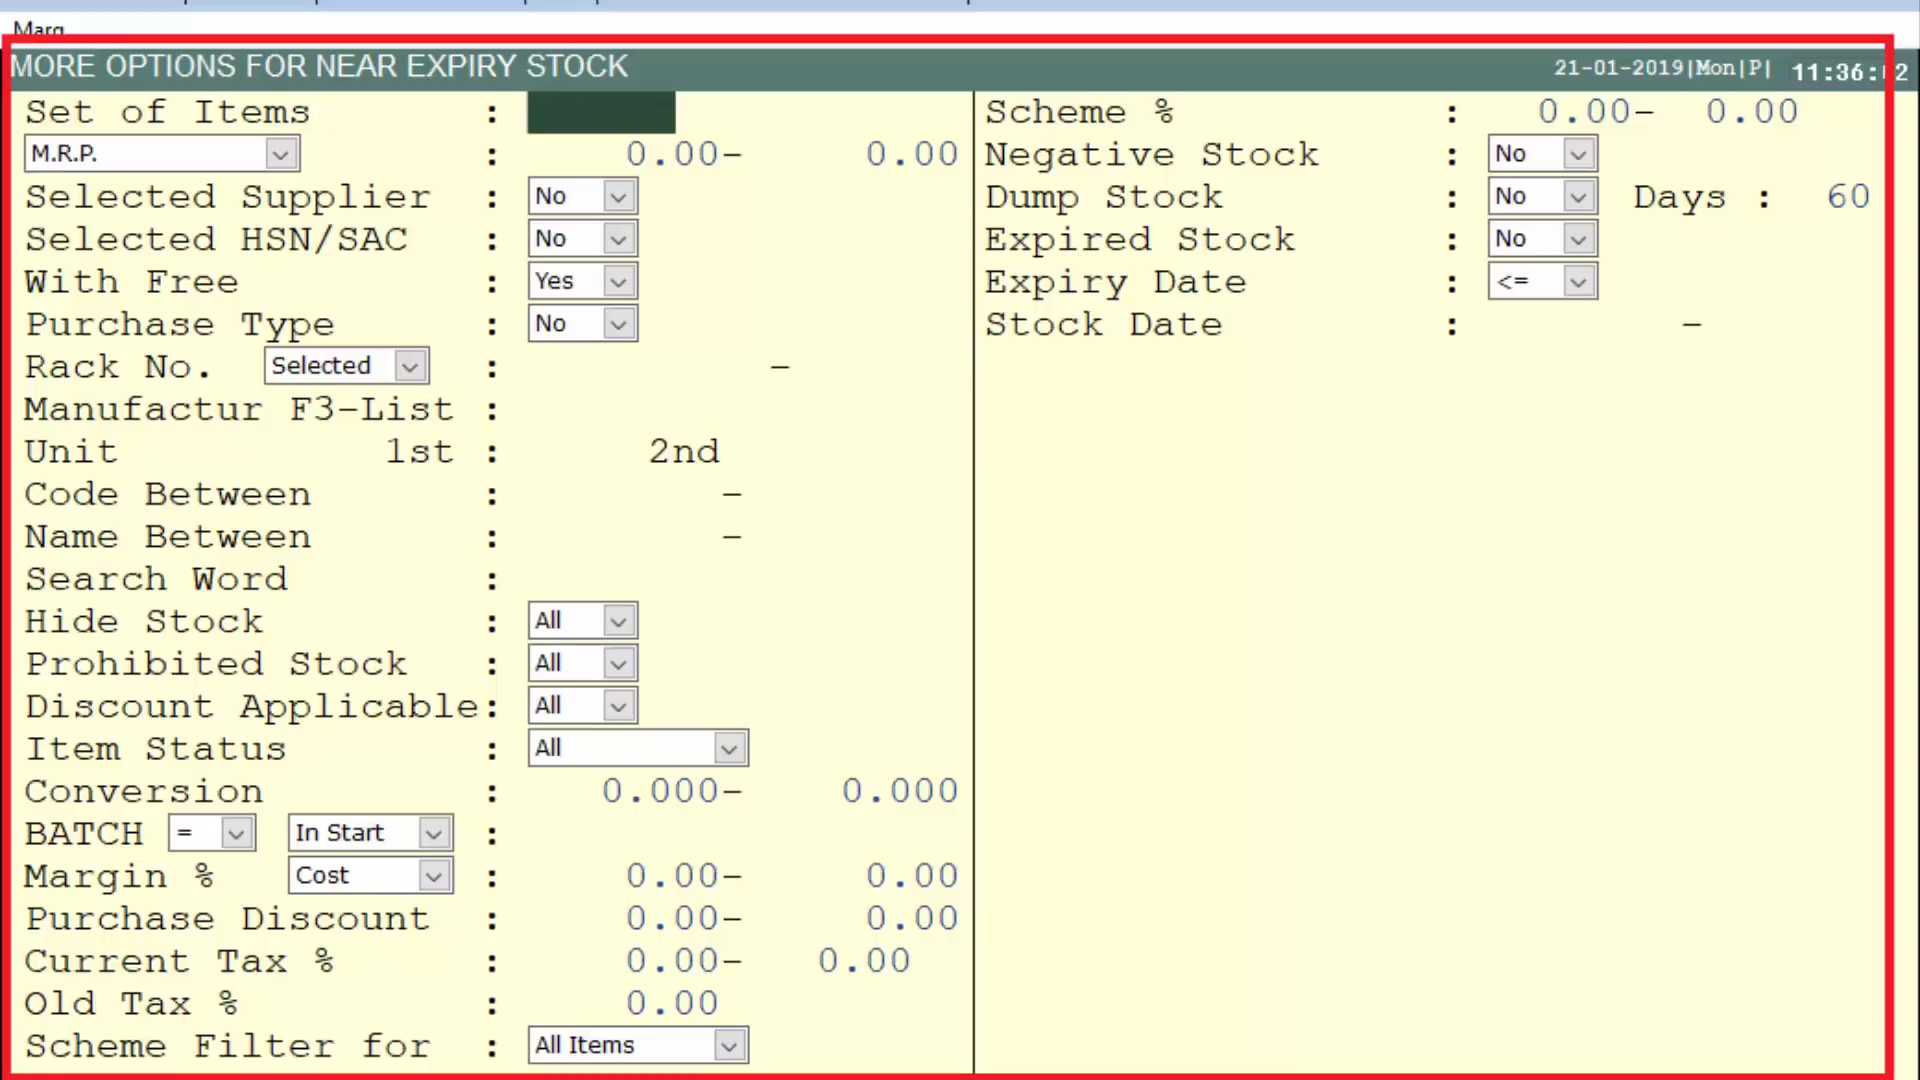 Marg
MORE OPTIONS FOR NEAR EXPIRY STOCK 21-01-2019|Mon|P| 11:36: 2
Set of Items :
M.R.P. : 0.00- 0.00
Selected Supplier : No
Selected HSN/SAC : No
With Free : Yes
Purchase Type : No
Rack No. Selected : -
Manufactur F3-List :
Unit 1st : 2nd
Code Between : -
Name Between : -
Search Word :
Hide Stock : All
Prohibited Stock : All
Discount Applicable: All
Item Status : All
Conversion : 0.000- 0.000
BATCH = In Start :
Margin % Cost : 0.00- 0.00
Purchase Discount : 0.00- 0.00
Current Tax % : 0.00- 0.00
Old Tax % : 0.00
Scheme Filter for : All Items
Scheme % : 0.00- 0.00
Negative Stock : No
Dump Stock : No Days : 60
Expired Stock : No
Expiry Date : <=
Stock Date : -